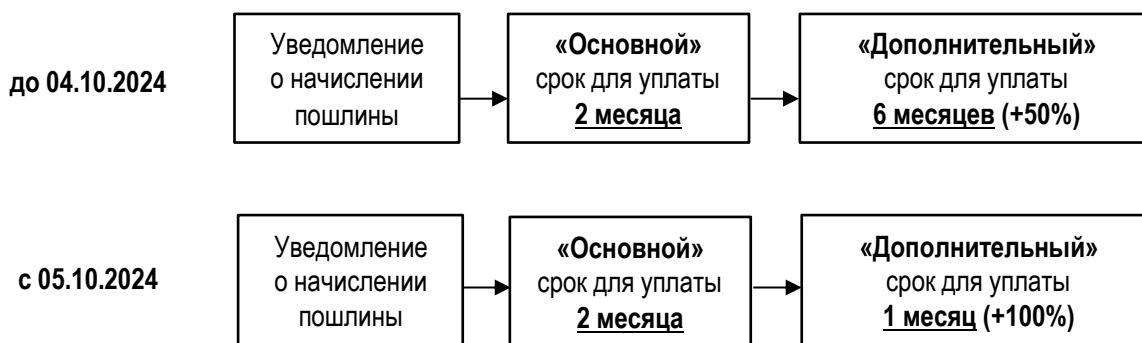 до 04.10.2024
Уведомление
о начислении
пошлины
«Основной»
срок для уплаты
2 месяца
«Дополнительный»
срок для уплаты
6 месяцев (+50%)
с 05.10.2024
Уведомление
о начислении
пошлины
«Основной»
срок для уплаты
2 месяца
«Дополнительный»
срок для уплаты
1 месяц (+100%)